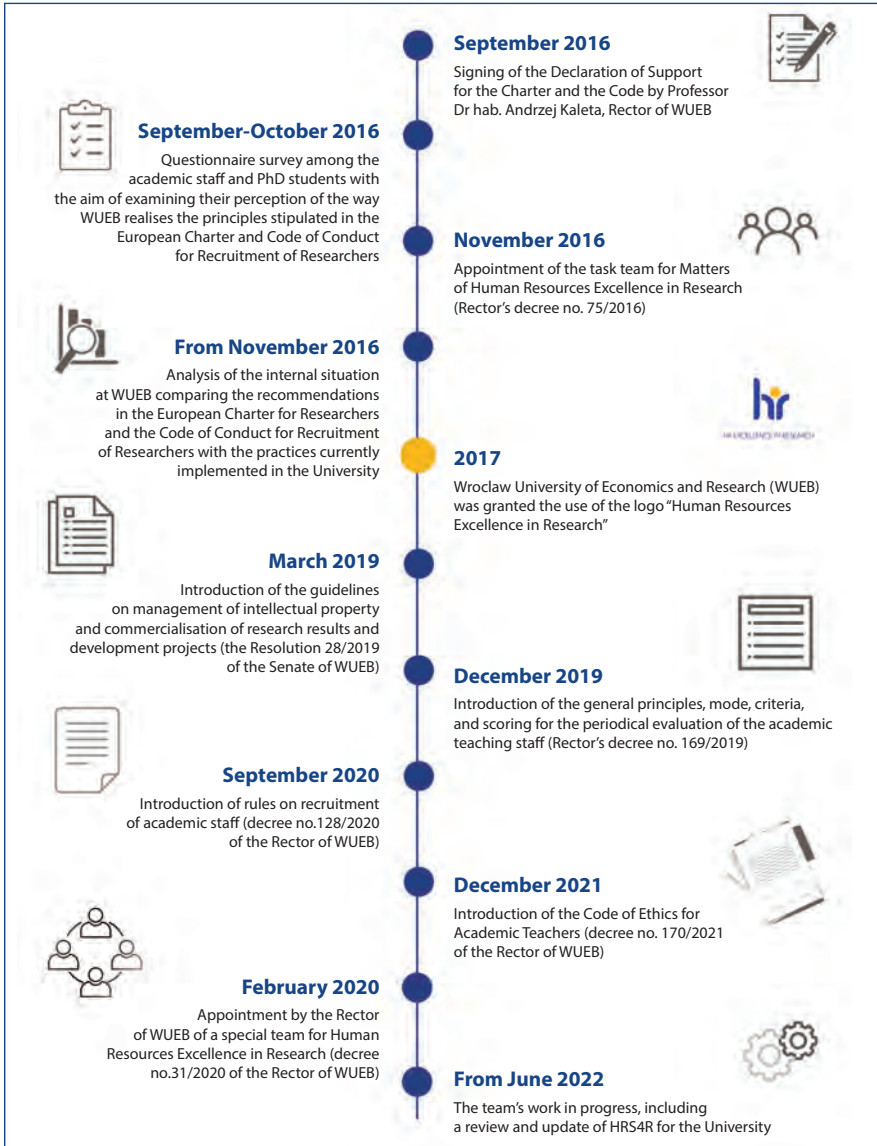 September 2016
Signing of the Declaration of Support
for the Charter and the Code by Professor
Dr hab. Andrzej Kaleta, Rector of WUEB
September-October 2016
Questionnaire survey among the
academic staff and PhD students with
the aim of examining their perception of the way
WUEB realises the principles stipulated in the
European Charter and Code of Conduct
for Recruitment of Researchers
November 2016
Appointment of the task team for Matters
of Human Resources Excellence in Research
(Rector's decree no. 75/2016)
From November 2016
Analysis of the internal situation
at WUEB comparing the recommendations
in the European Charter for Researchers
and the Code of Conduct for Recruitment
of Researchers with the practices currently
implemented in the University
hr
HR EXCELLENCE IN RESEARCH
2017
Wroclaw University of Economics and Research (WUEB)
was granted the use of the logo "Human Resources
Excellence in Research"
March 2019
Introduction of the guidelines
on management of intellectual property
and commercialisation of research results and
development projects (the Resolution 28/2019
of the Senate of WUEB)
December 2019
Introduction of the general principles, mode, criteria,
and scoring for the periodical evaluation of the academic
teaching staff (Rector's decree no. 169/2019)
September 2020
Introduction of rules on recruitment
of academic staff (decree no.128/2020
of the Rector of WUEB)
December 2021
Introduction of the Code of Ethics for
Academic Teachers (decree no. 170/2021
of the Rector of WUEB)
February 2020
Appointment by the Rector
of WUEB of a special team for Human
Resources Excellence in Research (decree
no.31/2020 of the Rector of WUEB)
From June 2022
The team's work in progress, including
a review and update of HRS4R for the University